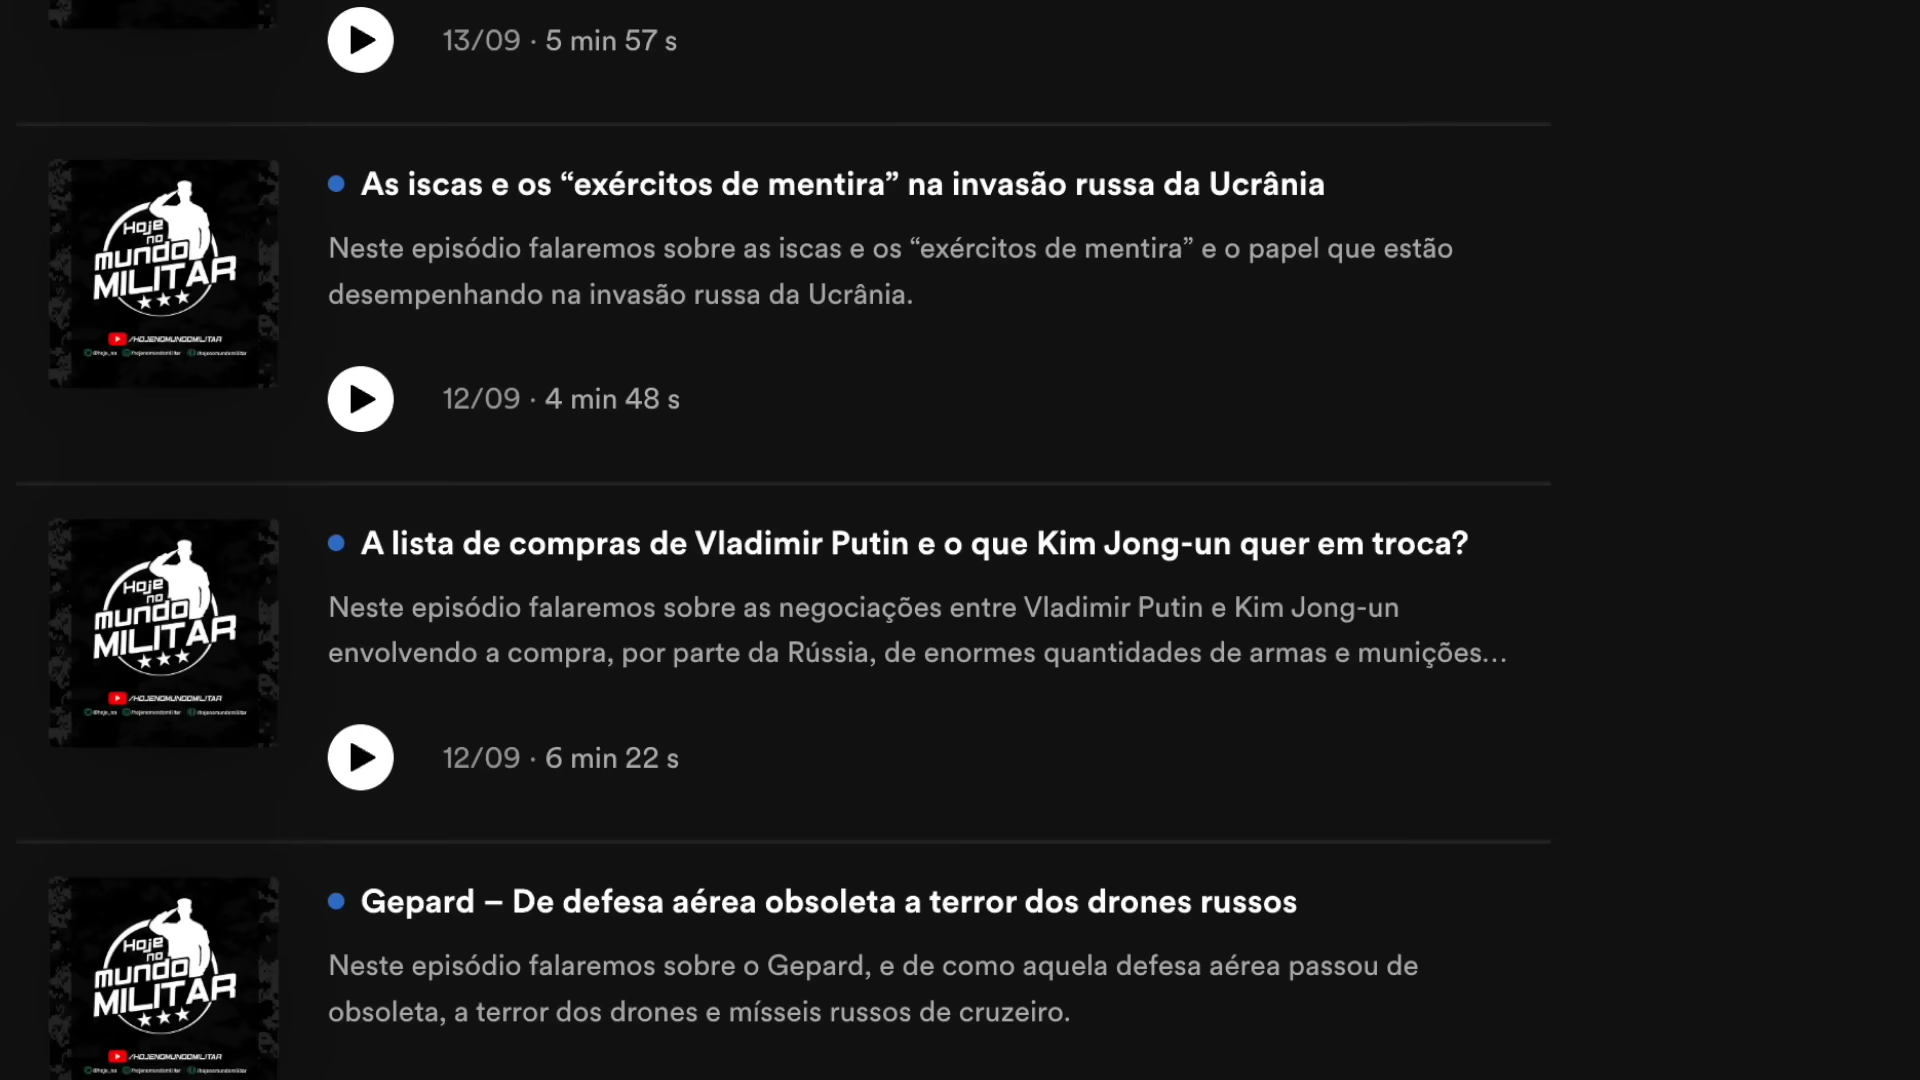 13/09 · 5 min 57 s
Hoje
no
mundo
MILITAR
/HOJENOMUNDOMILITAR
As iscas e os “exércitos de mentira” na invasão russa da Ucrânia
Neste episódio falaremos sobre as iscas e os “exércitos de mentira” e o papel que estão
desempenhando na invasão russa da Ucrânia.
12/09 · 4 min 48 s
Hoje
no
mundo
MILITAR
/HOJENOMUNDOMILITAR
A lista de compras de Vladimir Putin e o que Kim Jong-un quer em troca?
Neste episódio falaremos sobre as negociações entre Vladimir Putin e Kim Jong-un
envolvendo a compra, por parte da Rússia, de enormes quantidades de armas e munições...
12/09 · 6 min 22 s
Hoje
no
mundo
MILITAR
/HOJENOMUNDOMILITAR
Gepard – De defesa aérea obsoleta a terror dos drones russos
Neste episódio falaremos sobre o Gepard, e de como aquela defesa aérea passou de
obsoleta, a terror dos drones e mísseis russos de cruzeiro.